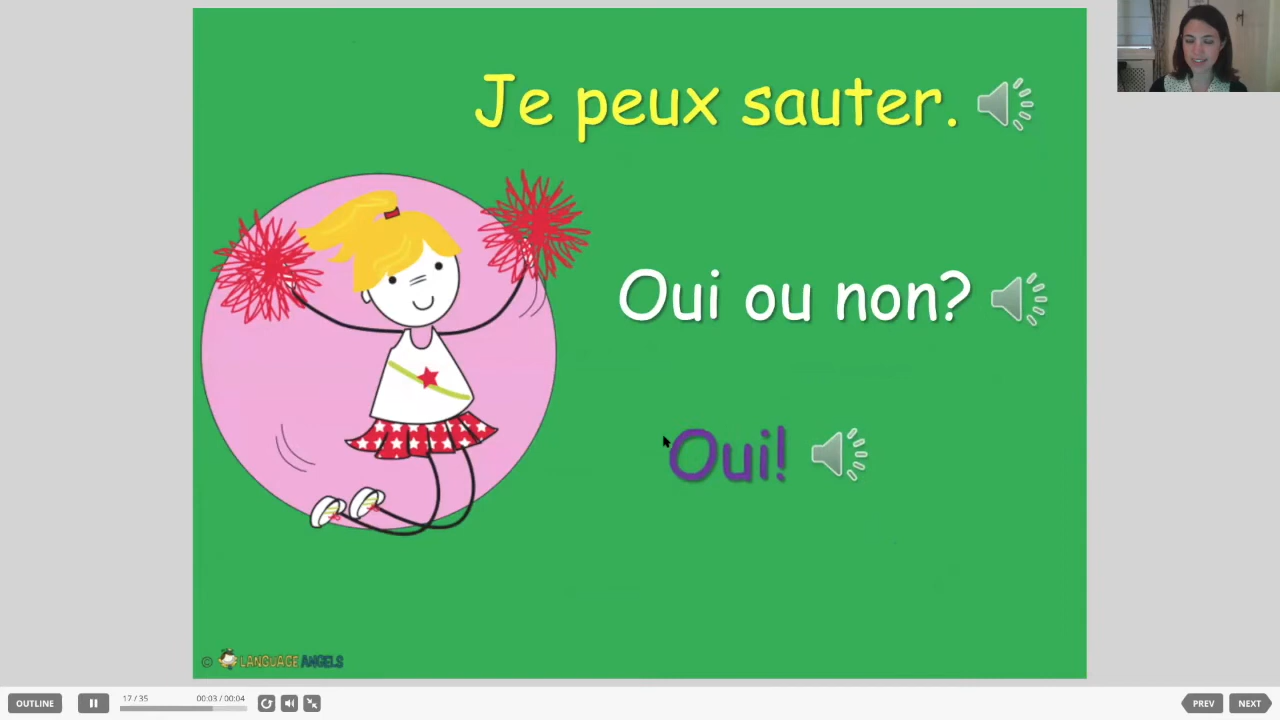 Je peux sauter.
Oui ou non?
Oui!
© LANGUAGE ANGELS
OUTLINE
17 / 35
00:03 / 00:04
PREV
NEXT